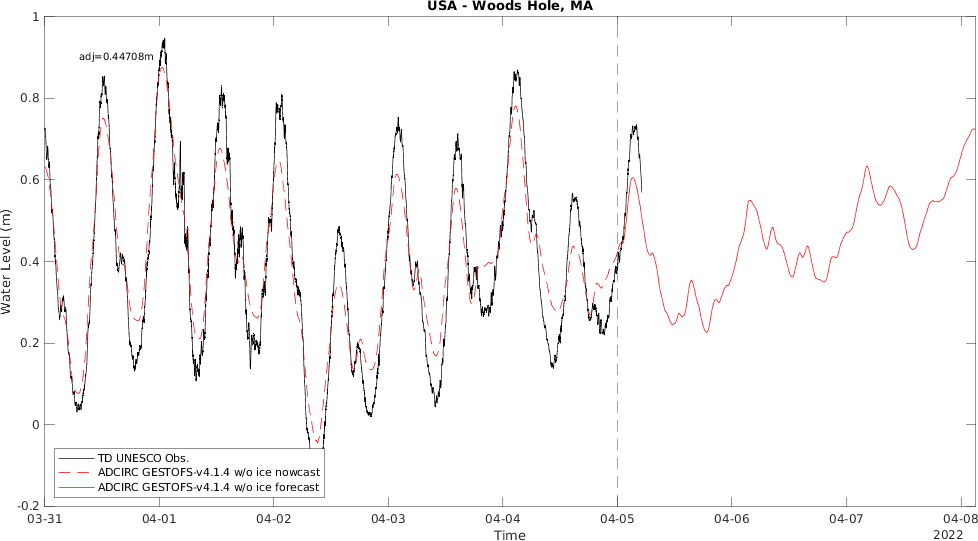 USA - Woods Hole, MA
1
adj=0.44708m
0.8
0.6
0.4
0.2
0
-0.2
Water Level (m)
TD UNESCO Obs.
ADCIRC GESTOFS-v4.1.4 w/o ice nowcast
ADCIRC GESTOFS-v4.1.4 w/o ice forecast
03-31 04-01 04-02 04-03 04-04 04-05 04-06 04-07 04-08
Time 2022